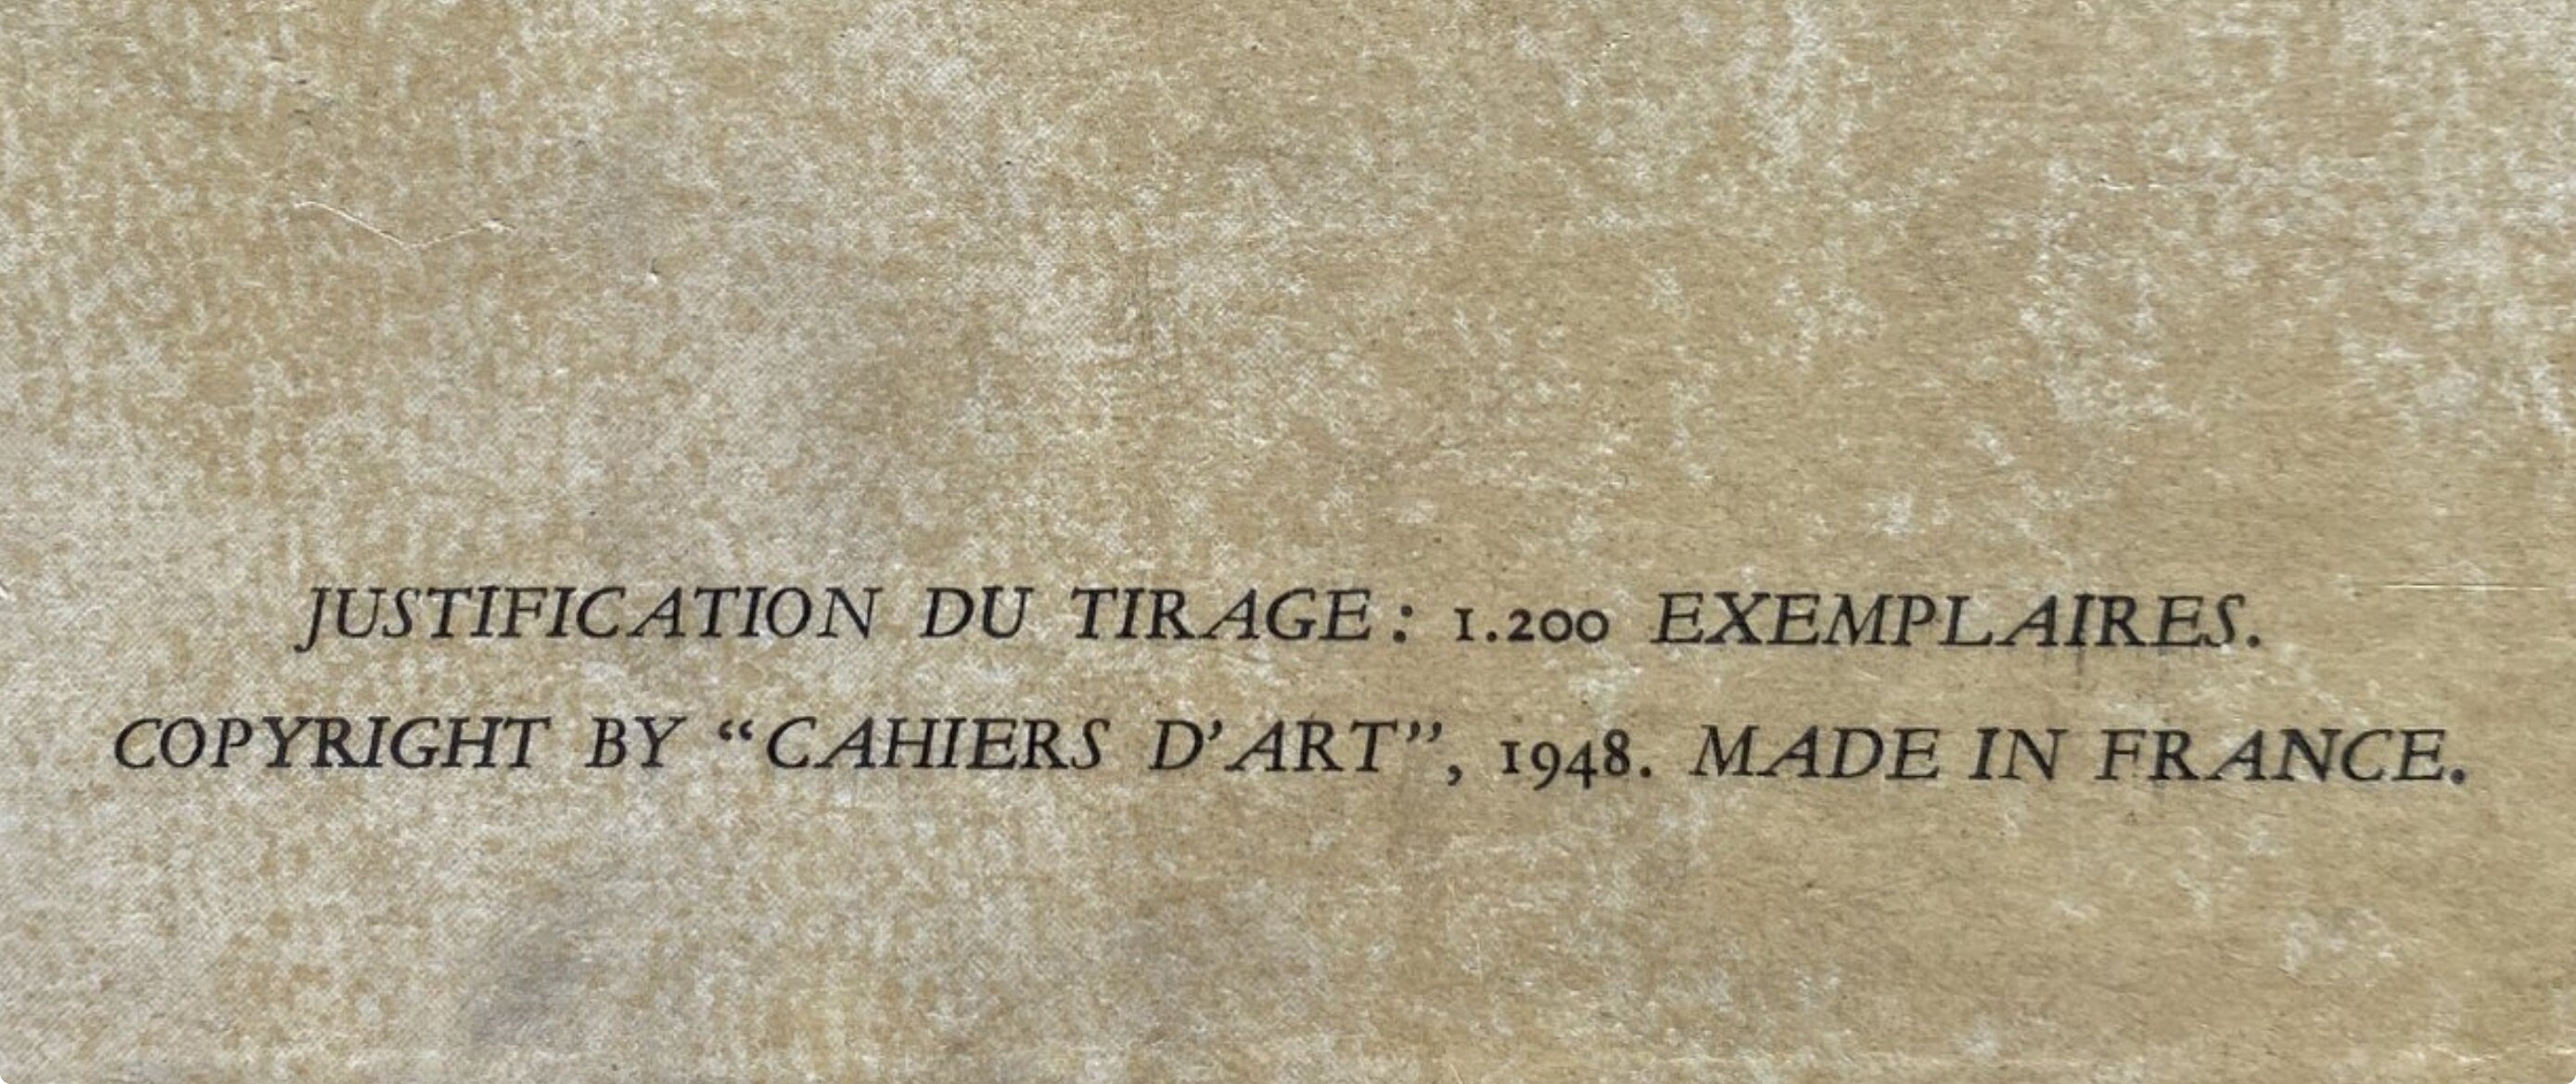 JUSTIFICATION DU TIRAGE : 1.200 EXEMPLAIRES.
COPYRIGHT BY “CAHIERS D’ART”, 1948. MADE IN FRANCE.